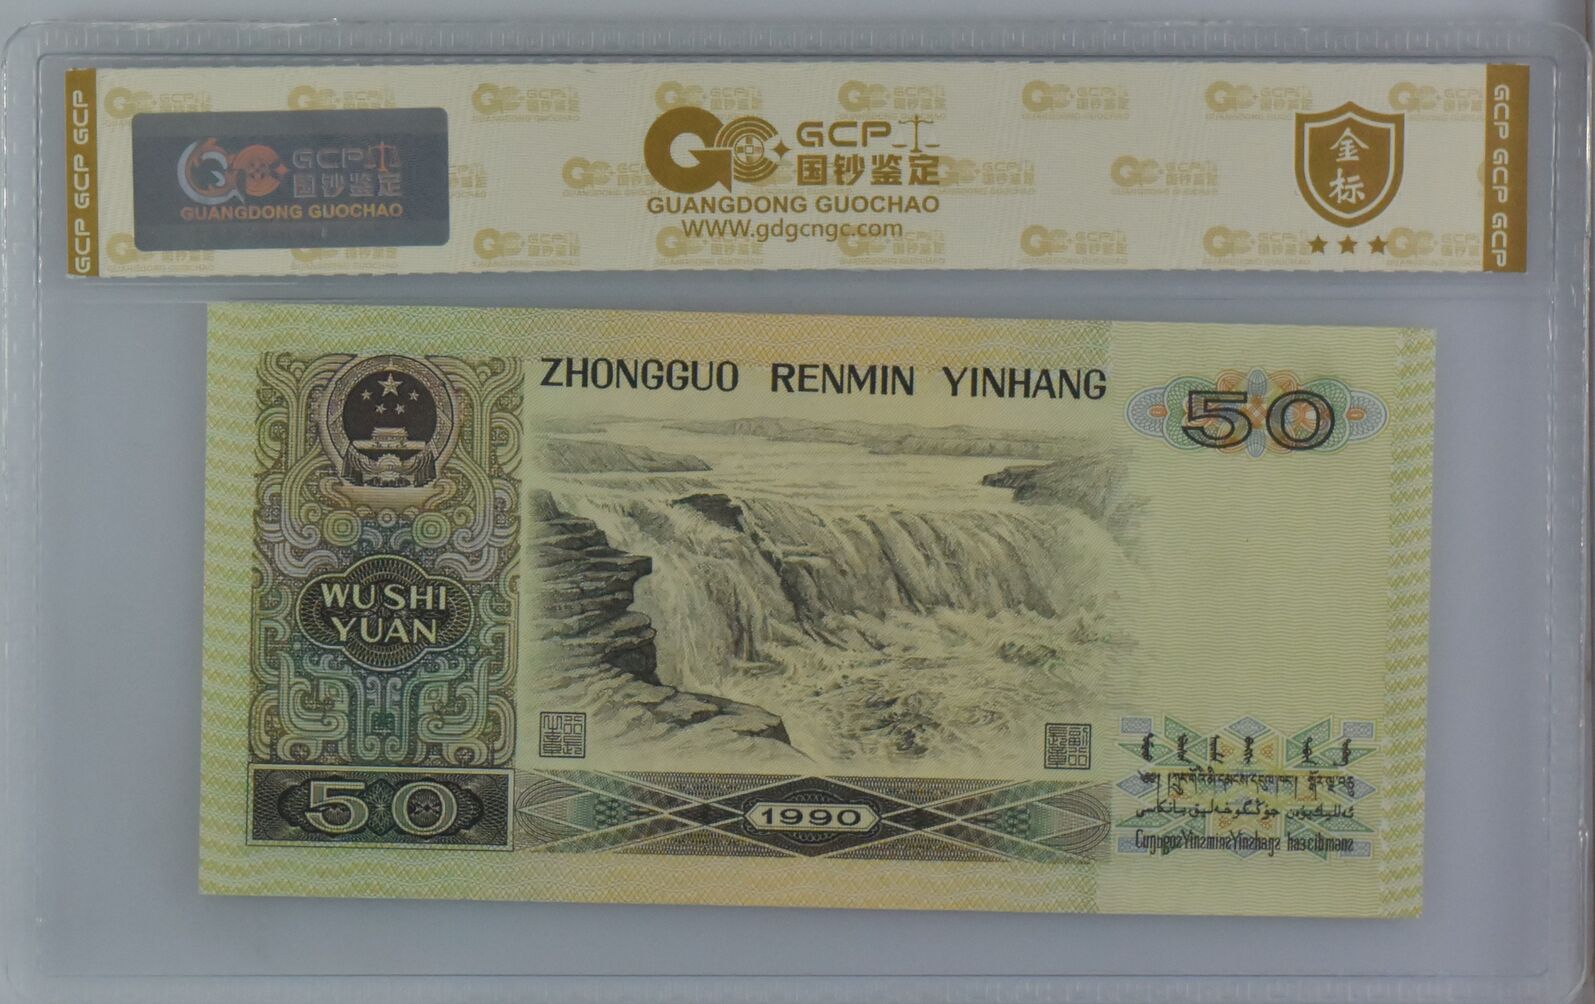 GCP GCP GCP
GCP
国钞鉴定
GUANGDONG GUOCHAO
GCP
国钞鉴定
GUANGDONG GUOCHAO
WWW.gdgcngc.com
金标
GCP GCP GCP
ZHONGGUO RENMIN YINHANG
50
WU SHI
YUAN
50
1990